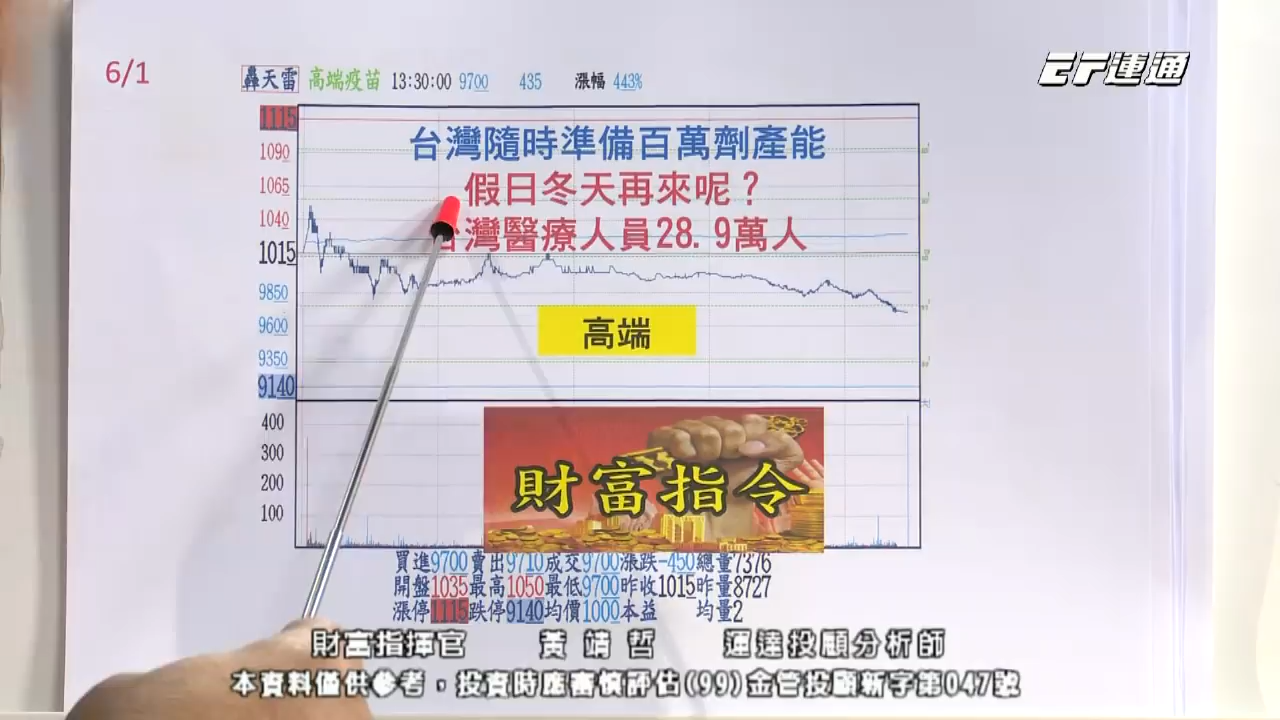 6/1
轟天雷 高端疫苗 13:30:00 9700 435 漲幅 443%
EF運通
1115
1090
1065
1040
1015
9850
9600
9350
9140
台灣隨時準備百萬劑產能
假日冬天再來呢？
台灣醫療人員28.9萬人
高端
400
300
200
100
財富指令
買進9700賣出9710成交9700漲跌-450總量7376
開盤1035最高1050最低9700昨收1015昨量8727
漲停1115跌停9140均價1000本益 均量2
財富指揮官 黃靖哲 運達投顧分析師
本資料僅供參考，投資時應審慎評估(99)金管投顧新字第047號